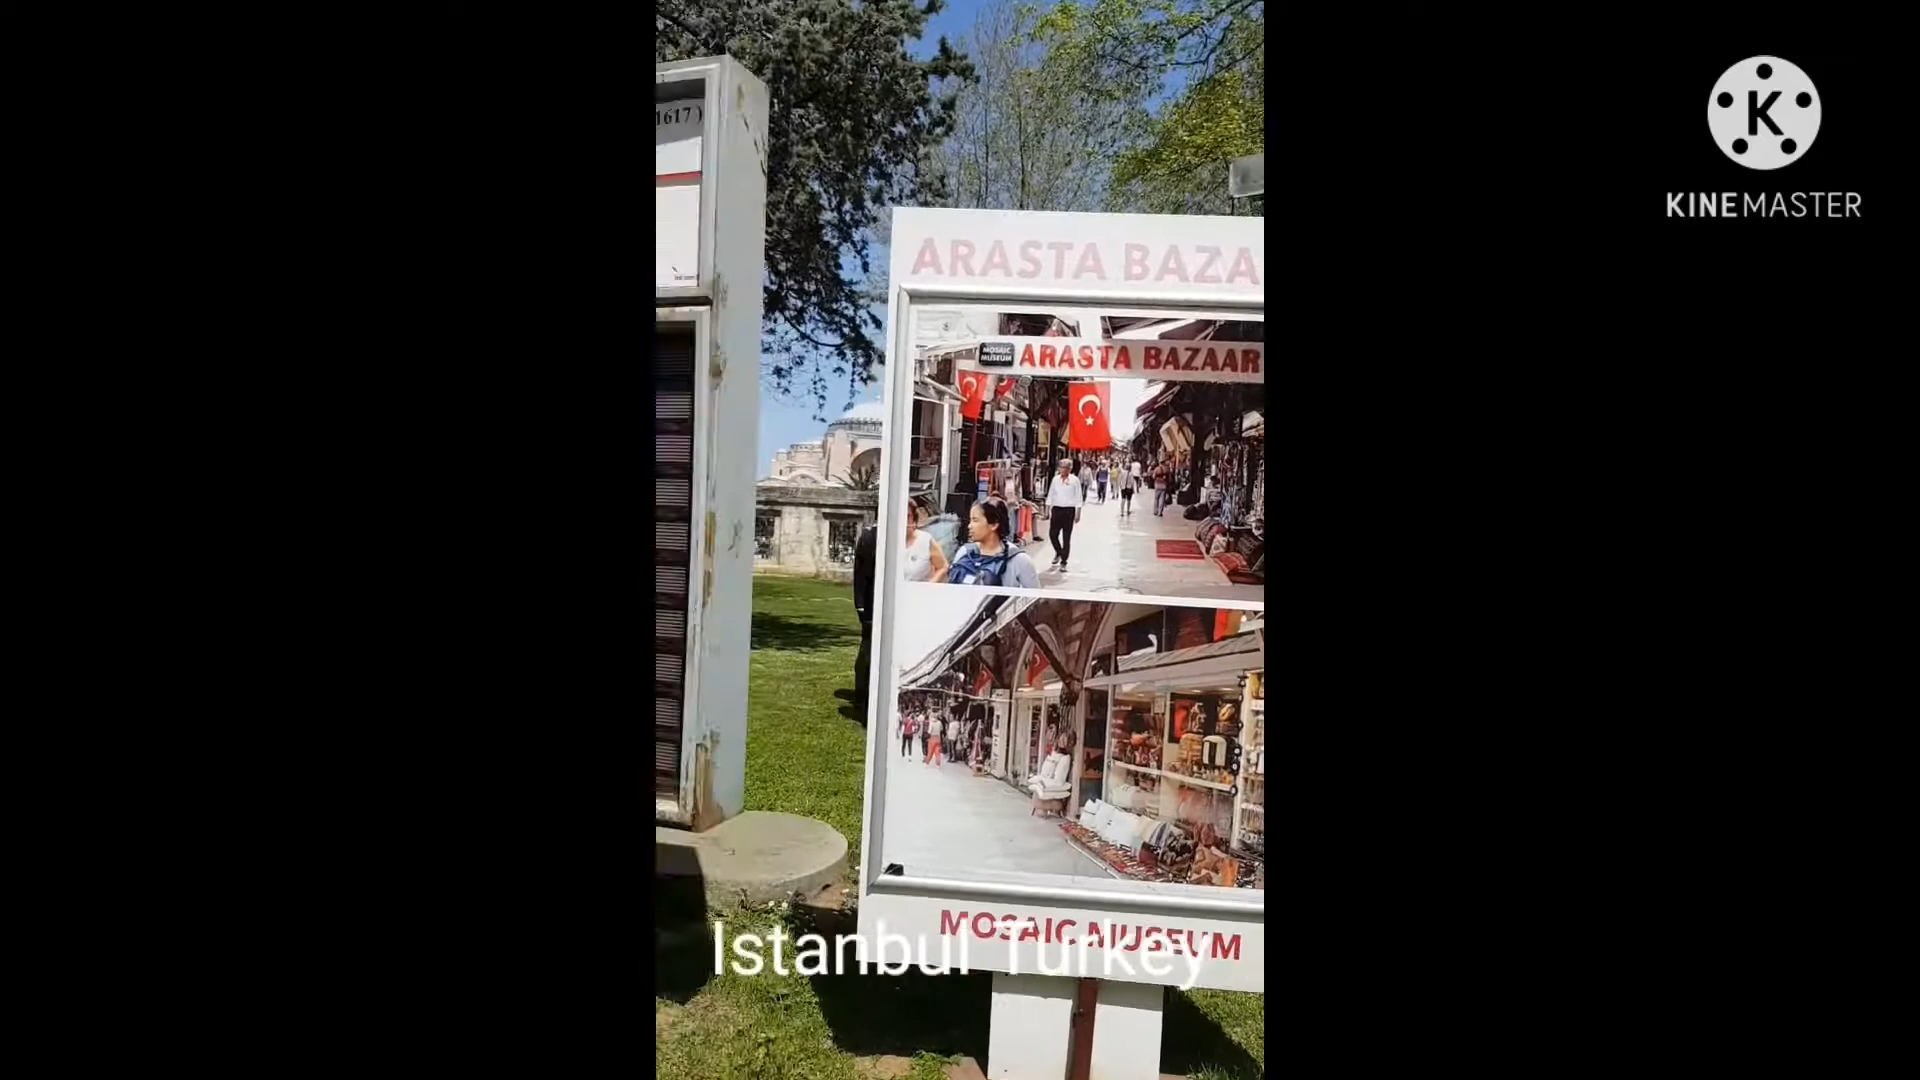 1617 )
ARASTA BAZA
MOSAIC
MUSEUM
ARASTA BAZAAR
MOSAIC MUSEUM
Istanbul Turkey
K
KINEMASTER